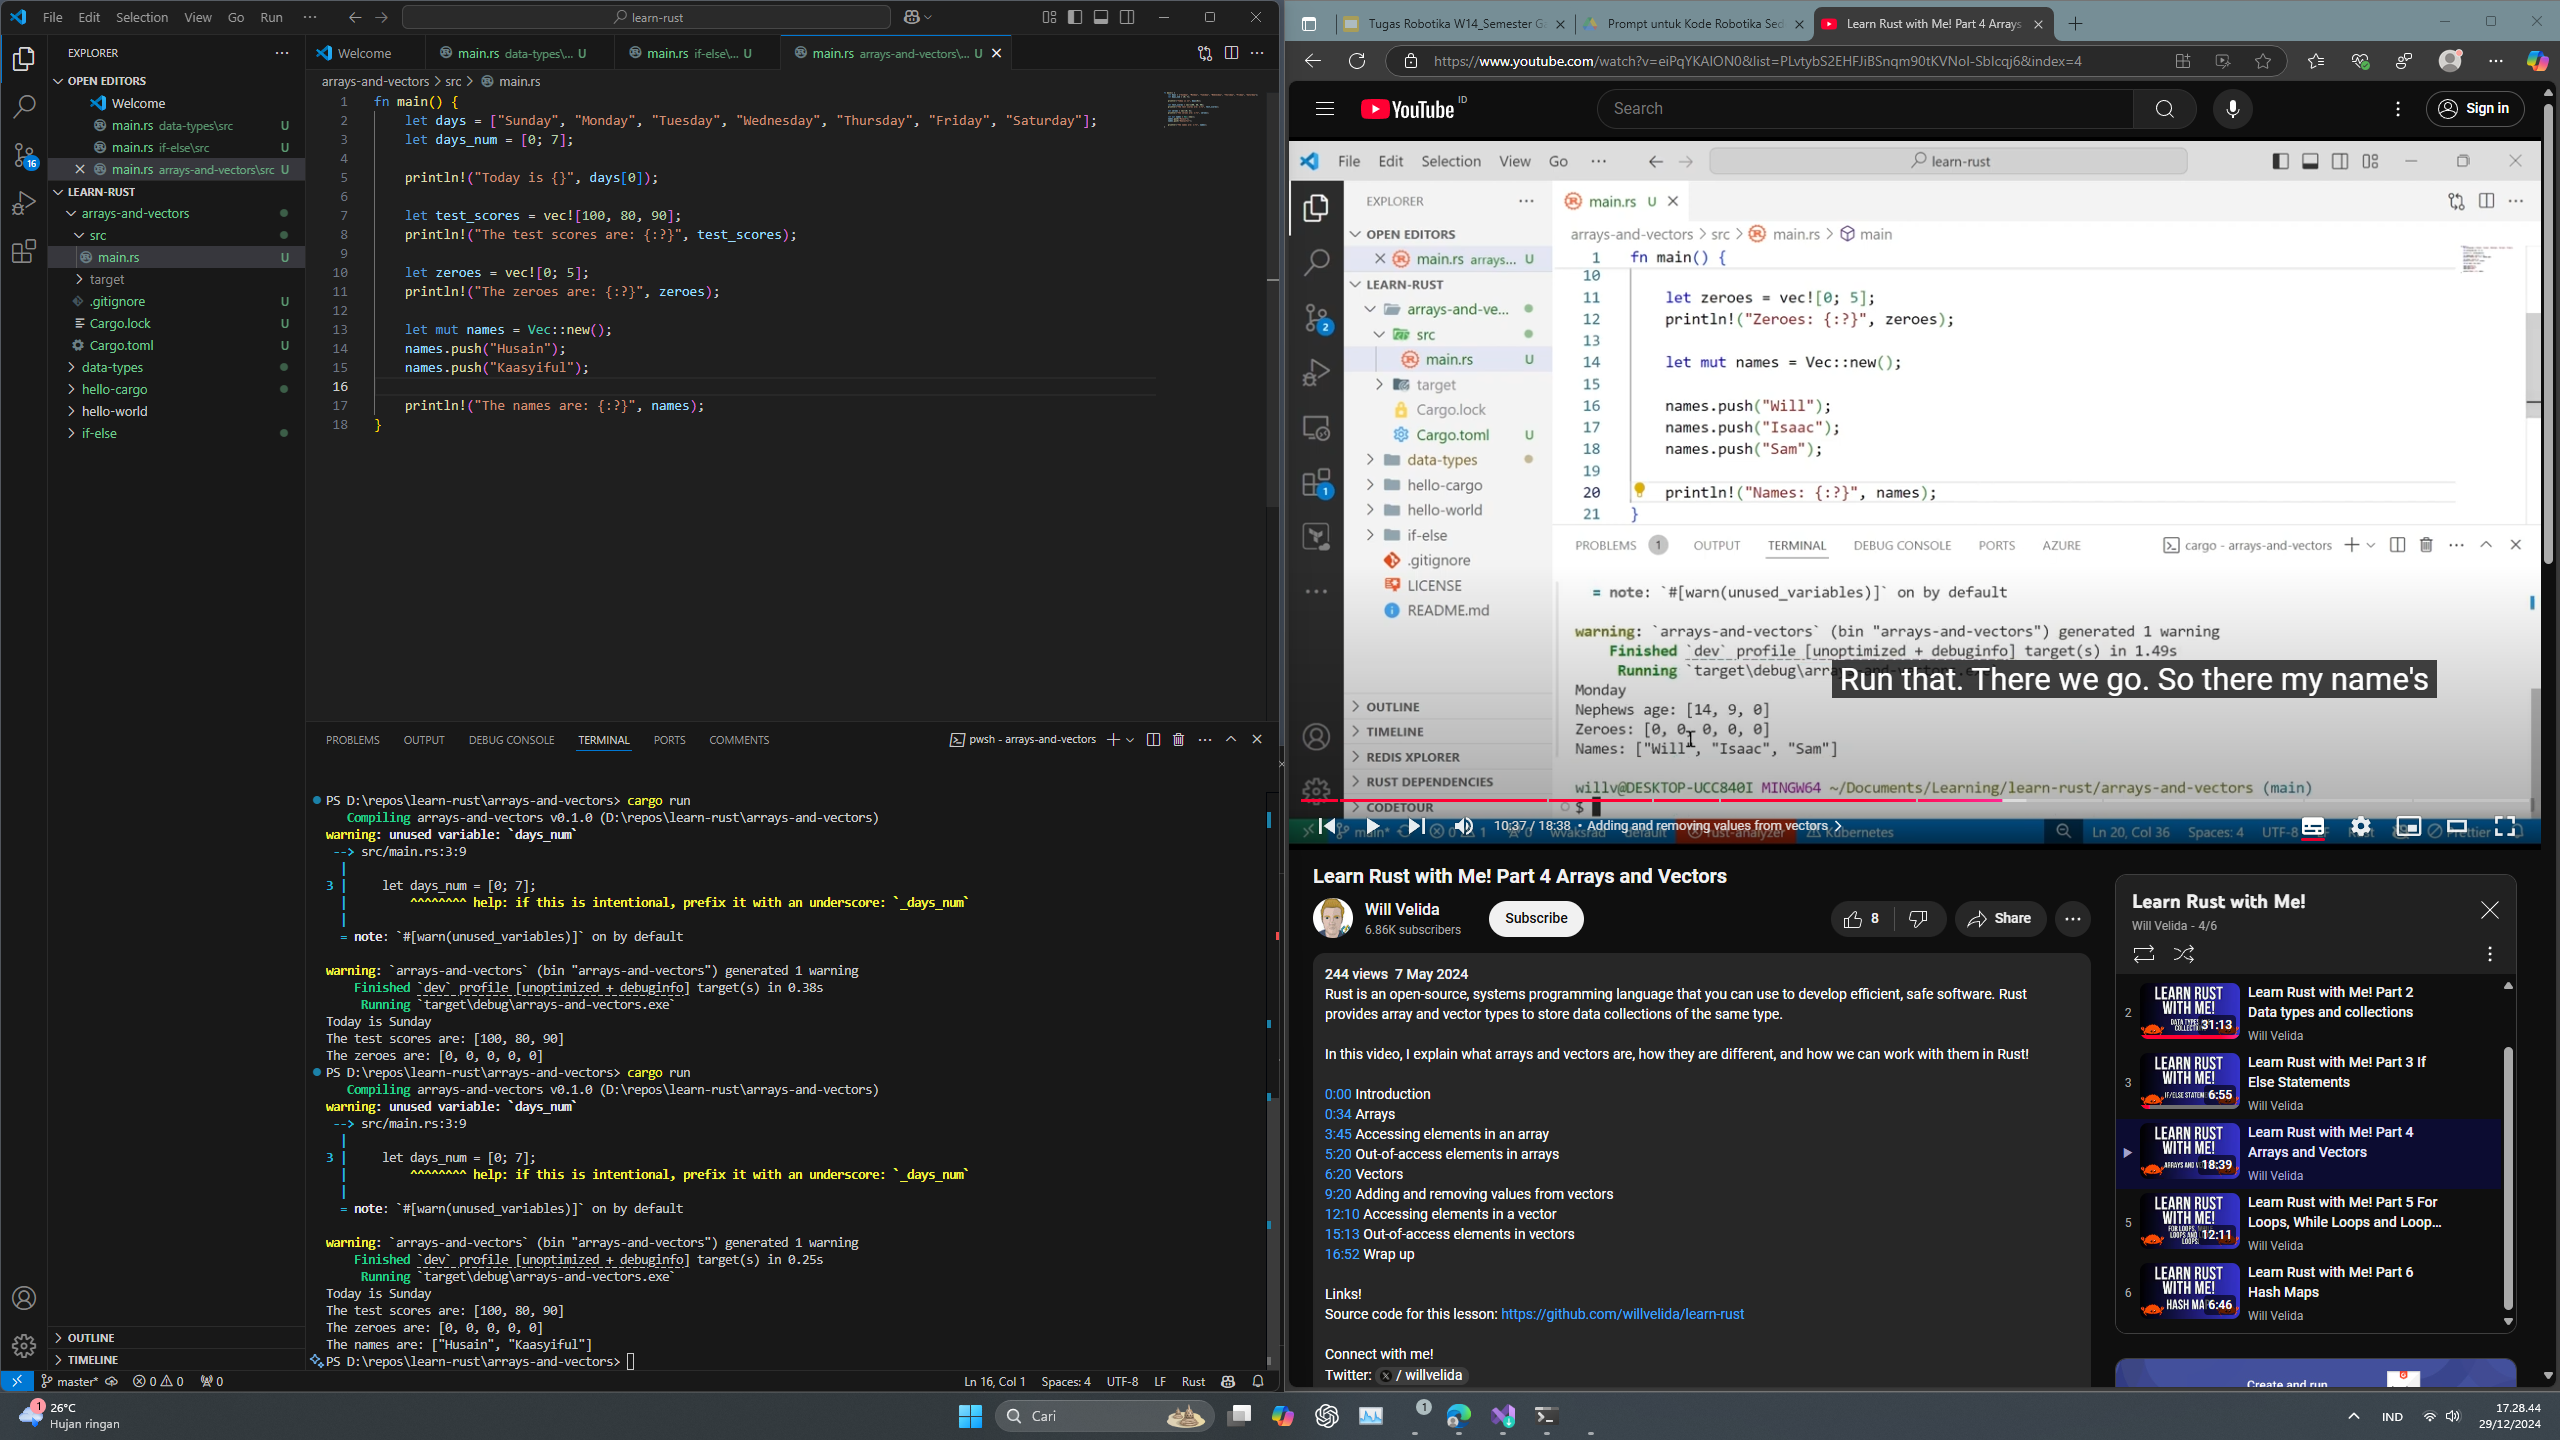 File Edit Selection View Go Run ··· learn-rust
EXPLORER
OPEN EDITORS
Welcome
main.rs data-types\src U
main.rs if-else\src U
main.rs arrays-and-vectors\src U
LEARN-RUST
arrays-and-vectors
src
main.rs U
target
.gitignore U
Cargo.lock U
Cargo.toml U
data-types
hello-cargo
hello-world
if-else
OUTLINE
TIMELINE
16
Welcome
main.rs data-types\... U
main.rs if-else\... U
main.rs arrays-and-vectors\... U
arrays-and-vectors > src > main.rs
1 fn main() {
2 let days = ["Sunday", "Monday", "Tuesday", "Wednesday", "Thursday", "Friday", "Saturday"];
3 let days_num = [0; 7];
4
5 println!("Today is {}", days[0]);
6
7 let test_scores = vec![100, 80, 90];
8 println!("The test scores are: {:?}", test_scores);
9
10 let zeroes = vec![0; 5];
11 println!("The zeroes are: {:?}", zeroes);
12
13 let mut names = Vec::new();
14 names.push("Husain");
15 names.push("Kaasyiful");
16
17 println!("The names are: {:?}", names);
18 }
PROBLEMS OUTPUT DEBUG CONSOLE TERMINAL PORTS COMMENTS pwsh - arrays-and-vectors
PS D:\repos\learn-rust\arrays-and-vectors> cargo run
Compiling arrays-and-vectors v0.1.0 (D:\repos\learn-rust\arrays-and-vectors)
warning: unused variable: `days_num`
--> src/main.rs:3:9
|
3 | let days_num = [0; 7];
| ^^^^^^^^ help: if this is intentional, prefix it with an underscore: `_days_num`
|
= note: `#[warn(unused_variables)]` on by default
warning: `arrays-and-vectors` (bin "arrays-and-vectors") generated 1 warning
Finished `dev` profile [unoptimized + debuginfo] target(s) in 0.38s
Running `target\debug\arrays-and-vectors.exe`
Today is Sunday
The test scores are: [100, 80, 90]
The zeroes are: [0, 0, 0, 0, 0]
PS D:\repos\learn-rust\arrays-and-vectors> cargo run
Compiling arrays-and-vectors v0.1.0 (D:\repos\learn-rust\arrays-and-vectors)
warning: unused variable: `days_num`
--> src/main.rs:3:9
|
3 | let days_num = [0; 7];
| ^^^^^^^^ help: if this is intentional, prefix it with an underscore: `_days_num`
|
= note: `#[warn(unused_variables)]` on by default
warning: `arrays-and-vectors` (bin "arrays-and-vectors") generated 1 warning
Finished `dev` profile [unoptimized + debuginfo] target(s) in 0.25s
Running `target\debug\arrays-and-vectors.exe`
Today is Sunday
The test scores are: [100, 80, 90]
The zeroes are: [0, 0, 0, 0, 0]
The names are: ["Husain", "Kaasyiful"]
PS D:\repos\learn-rust\arrays-and-vectors>
master* 0 0 0 Ln 16, Col 1 Spaces: 4 UTF-8 LF Rust
Tugas Robotika W14_Semester G
Prompt untuk Kode Robotika Sed
Learn Rust with Me! Part 4 Arrays
https://www.youtube.com/watch?v=eiPqYKAlON0&list=PLvtybS2EHFJiBSnqm90tKVNoI-SbIcqj6&index=4
YouTube ID
Search
Sign in
File Edit Selection View Go ··· learn-rust
EXPLORER
OPEN EDITORS
main.rs arrays... U
LEARN-RUST
arrays-and-ve...
src
main.rs U
target
Cargo.lock
Cargo.toml U
data-types
hello-cargo
hello-world
if-else
.gitignore
LICENSE
README.md
OUTLINE
TIMELINE
REDIS XPLORER
RUST DEPENDENCIES
CODETOUR
2
1
main.rs U
arrays-and-vectors > src > main.rs > main
1 fn main() {
10
11 let zeroes = vec![0; 5];
12 println!("Zeroes: {:?}", zeroes);
13
14 let mut names = Vec::new();
15
16 names.push("Will");
17 names.push("Isaac");
18 names.push("Sam");
19
20 println!("Names: {:?}", names);
21 }
PROBLEMS 1 OUTPUT TERMINAL DEBUG CONSOLE PORTS AZURE cargo - arrays-and-vectors
= note: `#[warn(unused_variables)]` on by default
warning: `arrays-and-vectors` (bin "arrays-and-vectors") generated 1 warning
Finished `dev` profile [unoptimized + debuginfo] target(s) in 1.49s
Running `target\debug\arra
Run that. There we go. So there my name's
Monday
Nephews age: [14, 9, 0]
Zeroes: [0, 0, 0, 0, 0]
Names: ["Will", "Isaac", "Sam"]
willv@DESKTOP-UCC840I MINGW64 ~/Documents/Learning/learn-rust/arrays-and-vectors (main)
$
10:37 / 18:38 • Adding and removing values from vectors
main* default rust-analyzer Kubernetes Ln 20, Col 36 Spaces: 4 UTF-8 Prettier
Learn Rust with Me! Part 4 Arrays and Vectors
Will Velida
6.86K subscribers
Subscribe
8
Share
244 views 7 May 2024
Rust is an open-source, systems programming language that you can use to develop efficient, safe software. Rust
provides array and vector types to store data collections of the same type.
In this video, I explain what arrays and vectors are, how they are different, and how we can work with them in Rust!
0:00 Introduction
0:34 Arrays
3:45 Accessing elements in an array
5:20 Out-of-access elements in arrays
6:20 Vectors
9:20 Adding and removing values from vectors
12:10 Accessing elements in a vector
15:13 Out-of-access elements in vectors
16:52 Wrap up
Links!
Source code for this lesson: https://github.com/willvelida/learn-rust
Connect with me!
Twitter: / willvelida
Learn Rust with Me!
Will Velida - 4/6
2 LEARN RUST WITH ME! 31:13
Learn Rust with Me! Part 2
Data types and collections
Will Velida
3 LEARN RUST WITH ME! 6:55
Learn Rust with Me! Part 3 If
Else Statements
Will Velida
LEARN RUST WITH ME! 18:39
Learn Rust with Me! Part 4
Arrays and Vectors
Will Velida
5 LEARN RUST WITH ME! 12:11
Learn Rust with Me! Part 5 For
Loops, While Loops and Loop...
Will Velida
6 LEARN RUST WITH ME! 6:46
Learn Rust with Me! Part 6
Hash Maps
Will Velida
Create and run
1
26°C
Hujan ringan
Cari
1
IND
17.28.44
29/12/2024